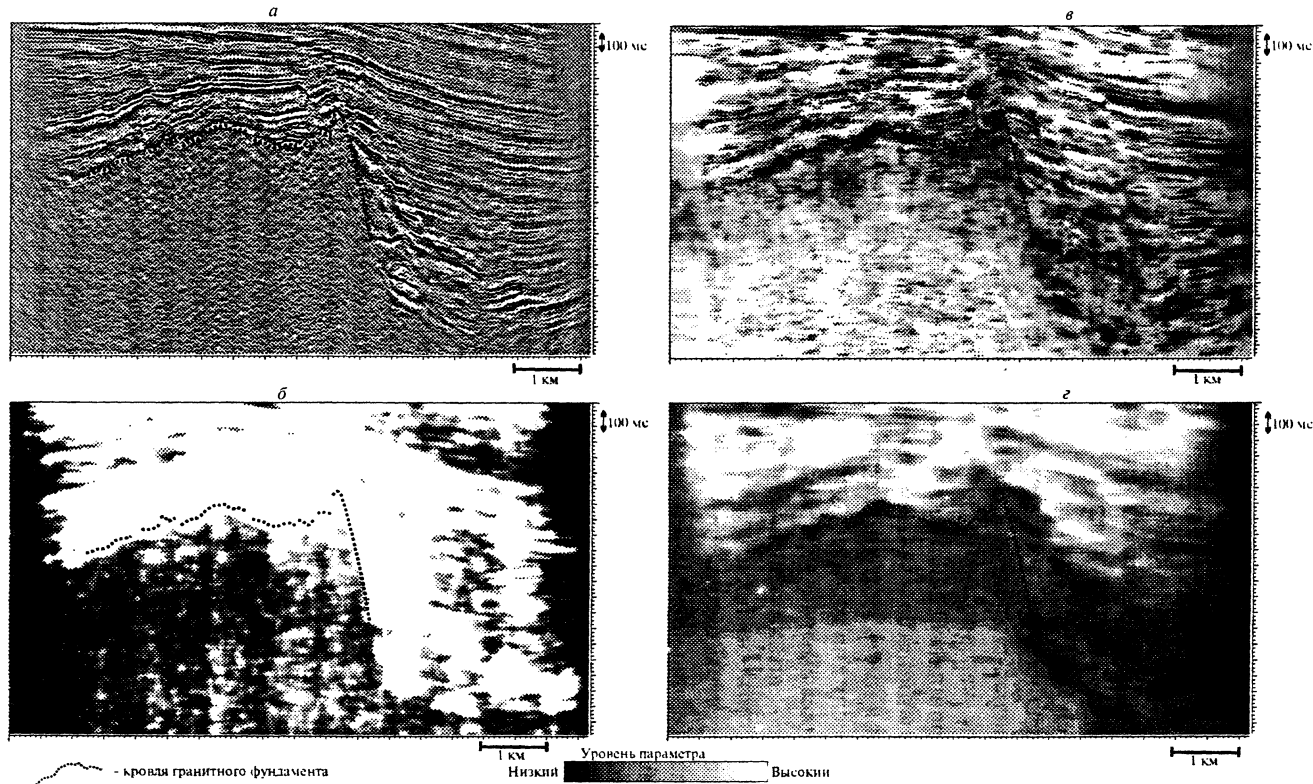 а
в
100 мс
100 мс
1 км
1 км
б
г
100 мс
100 мс
1 км
1 км
- кровля гранитного фундамента
Уровень параметра
Низкий
Высокий